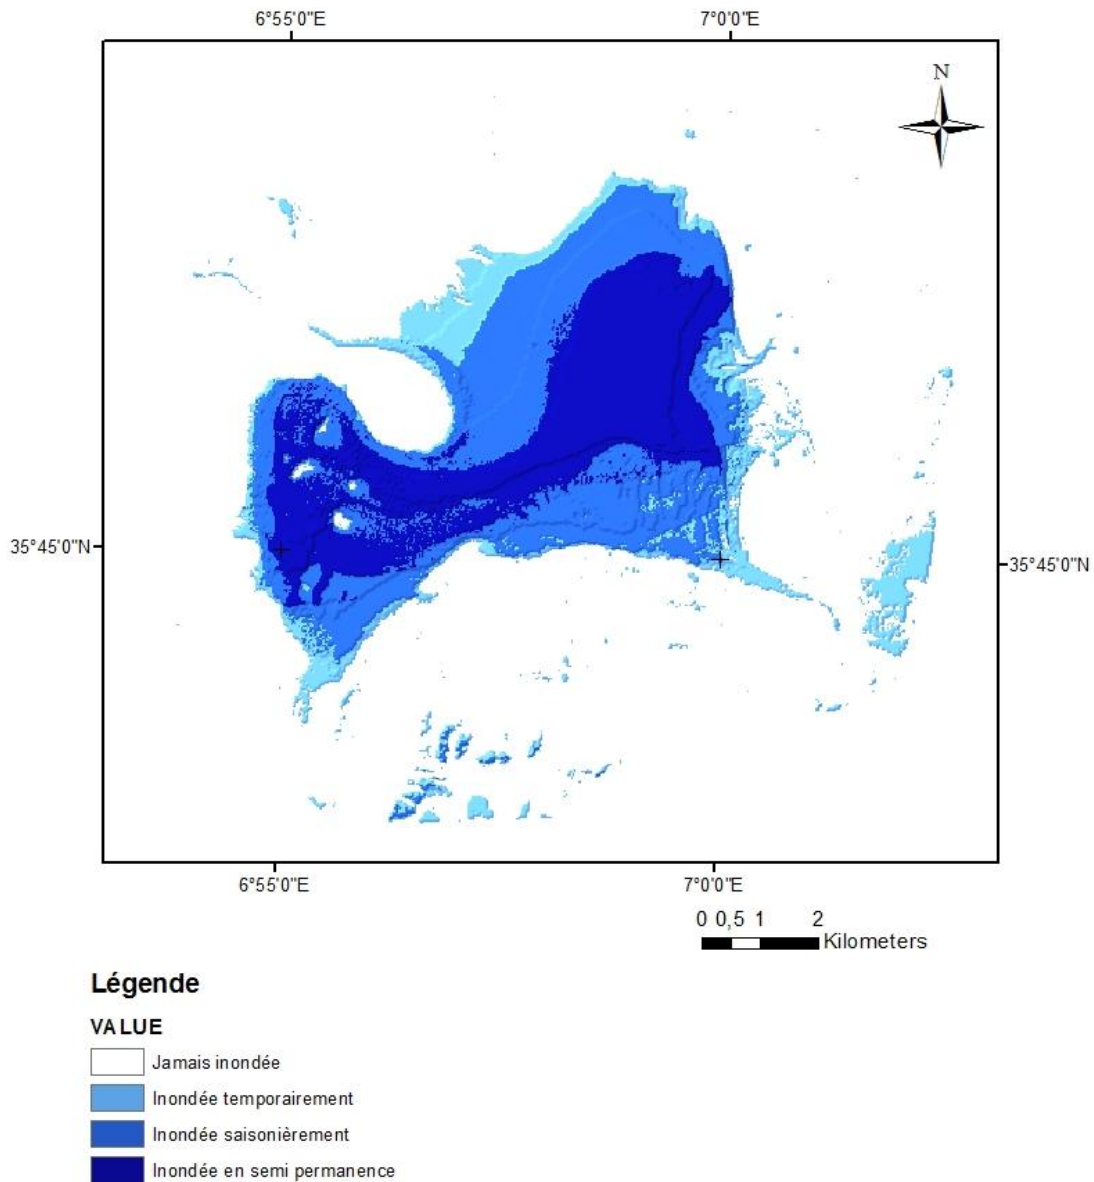 6°55'0"E 7°0'0"E
N
35°45'0"N
35°45'0"N
6°55'0"E 7°0'0"E
0 0,5 1 2
Kilometers
Légende
VALUE
Jamais inondée
Inondée temporairement
Inondée saisonièrement
Inondée en semi permanence